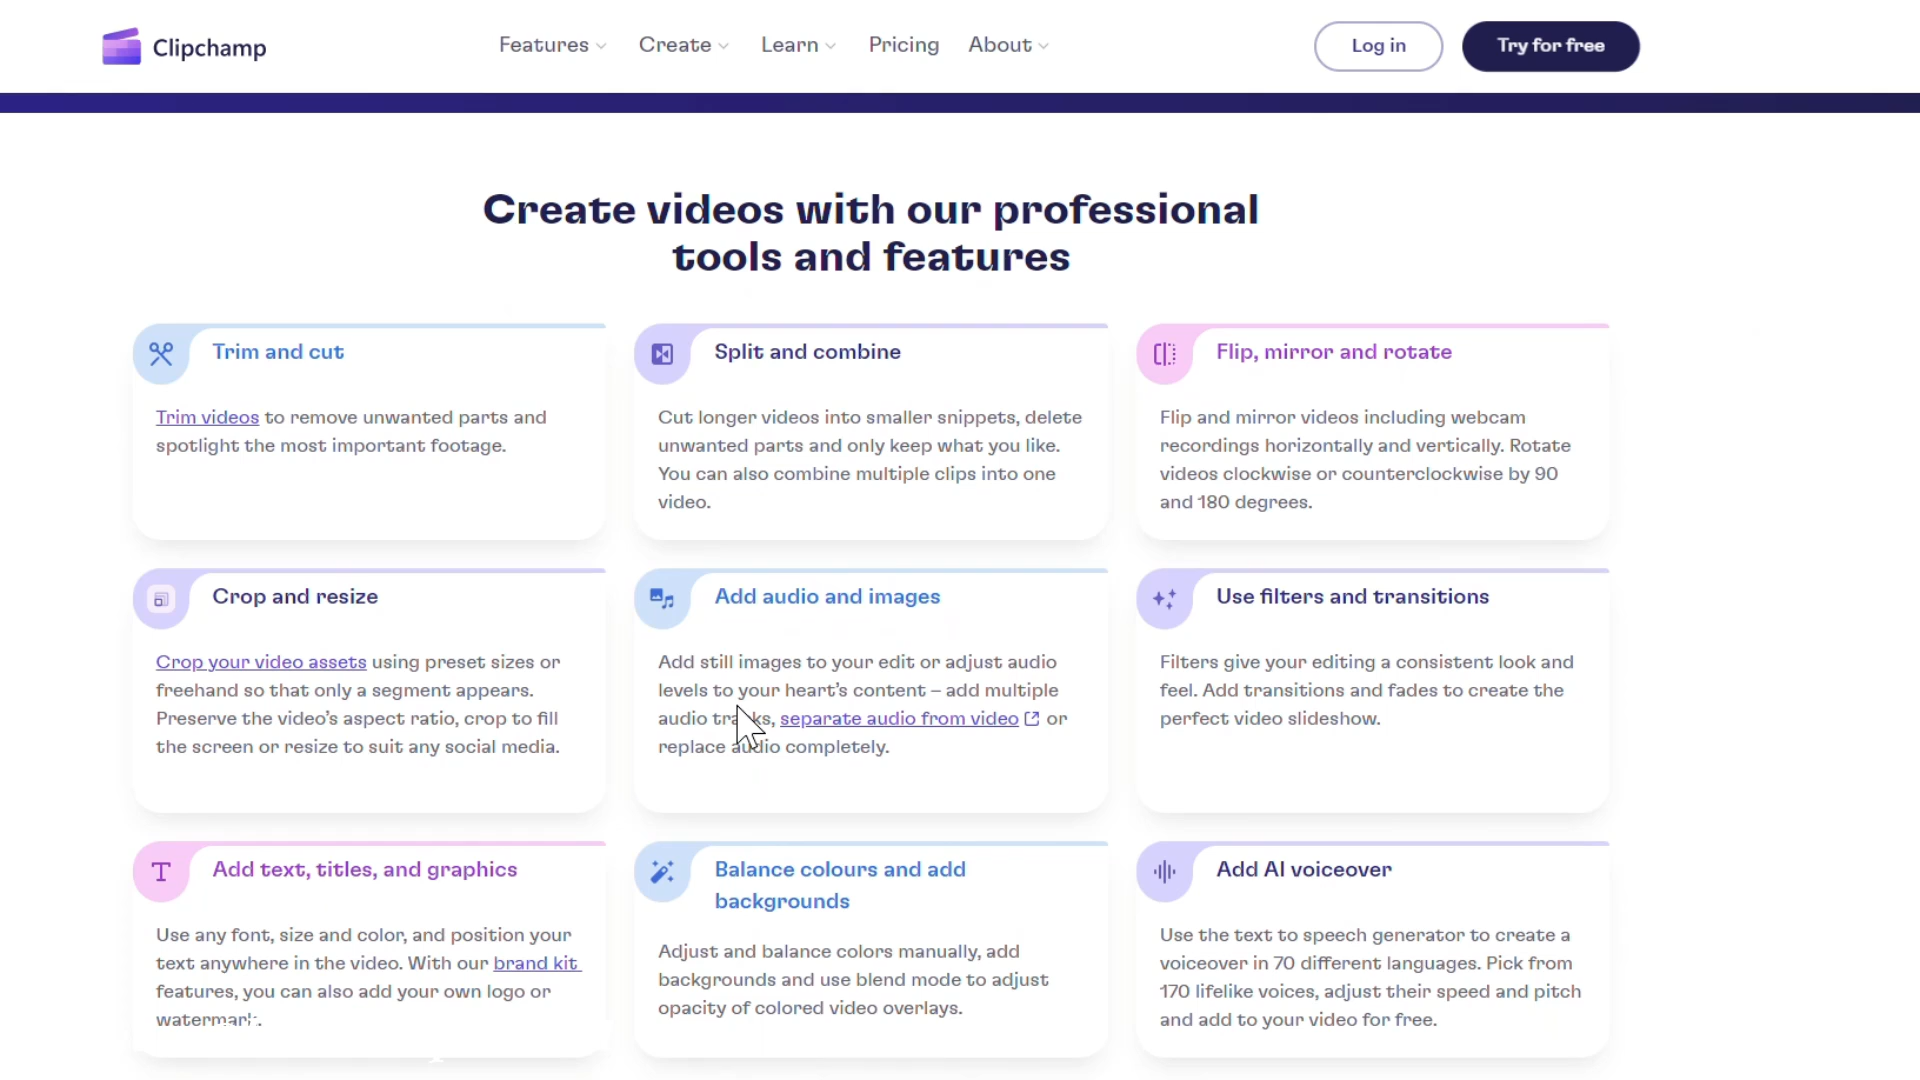 Clipchamp
Features
Create
Learn
Pricing
About
Log in
Try for free
Create videos with our professional
tools and features
Trim and cut
Trim videos to remove unwanted parts and
spotlight the most important footage.
Split and combine
Cut longer videos into smaller snippets, delete
unwanted parts and only keep what you like.
You can also combine multiple clips into one
video.
Flip, mirror and rotate
Flip and mirror videos including webcam
recordings horizontally and vertically. Rotate
videos clockwise or counterclockwise by 90
and 180 degrees.
Crop and resize
Crop your video assets using preset sizes or
freehand so that only a segment appears.
Preserve the video’s aspect ratio, crop to fill
the screen or resize to suit any social media.
Add audio and images
Add still images to your edit or adjust audio
levels to your heart’s content – add multiple
audio tracks, separate audio from video or
replace audio completely.
Use filters and transitions
Filters give your editing a consistent look and
feel. Add transitions and fades to create the
perfect video slideshow.
Add text, titles, and graphics
Use any font, size and color, and position your
text anywhere in the video. With our brand kit
features, you can also add your own logo or
watermark.
Balance colours and add
backgrounds
Adjust and balance colors manually, add
backgrounds and use blend mode to adjust
opacity of colored video overlays.
Add AI voiceover
Use the text to speech generator to create a
voiceover in 70 different languages. Pick from
170 lifelike voices, adjust their speed and pitch
and add to your video for free.